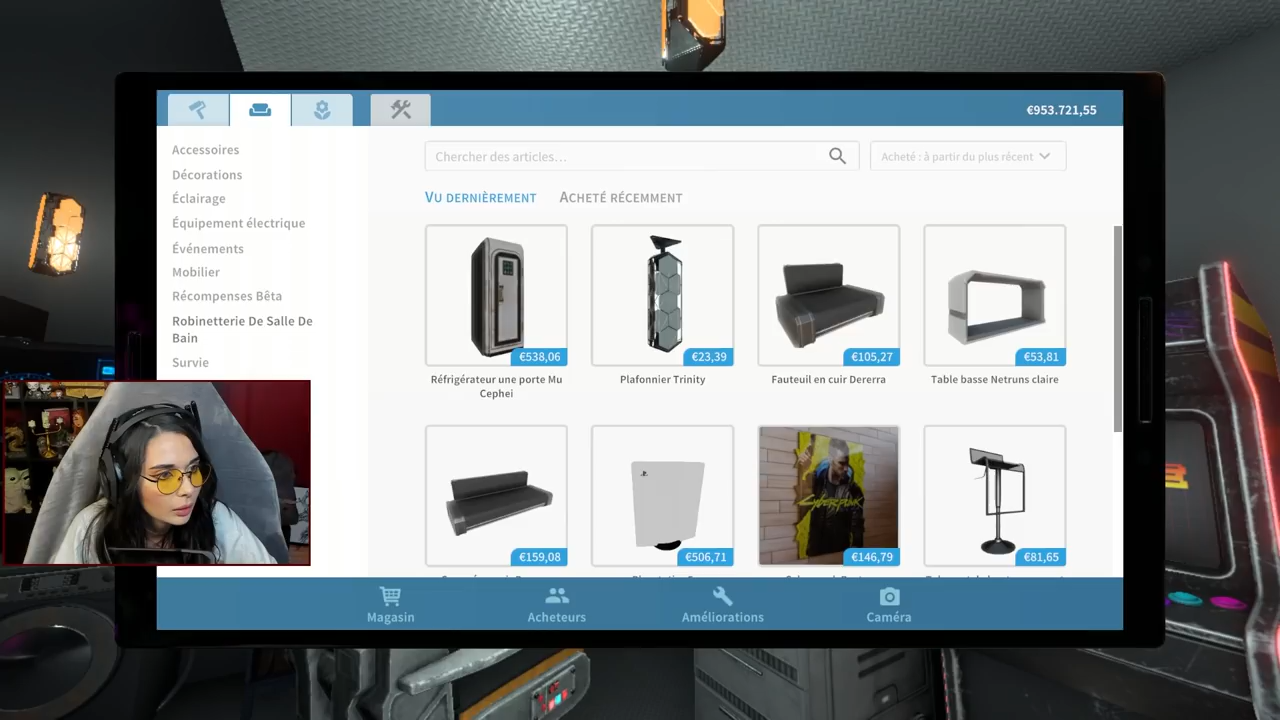 €953.721,55
Chercher des articles...
Acheté : à partir du plus récent
Accessoires
Décorations
Éclairage
Équipement électrique
Événements
Mobilier
Récompenses Bêta
Robinetterie De Salle De
Bain
Survie
VU DERNIÈREMENT
ACHETÉ RÉCEMMENT
€538,06
€23,39
€105,27
€53,81
Réfrigérateur une porte Mu
Cephei
Plafonnier Trinity
Fauteuil en cuir Dererra
Table basse Netruns claire
CYBERPUNK
€159,08
€506,71
€146,79
€81,65
Magasin
Acheteurs
Améliorations
Caméra